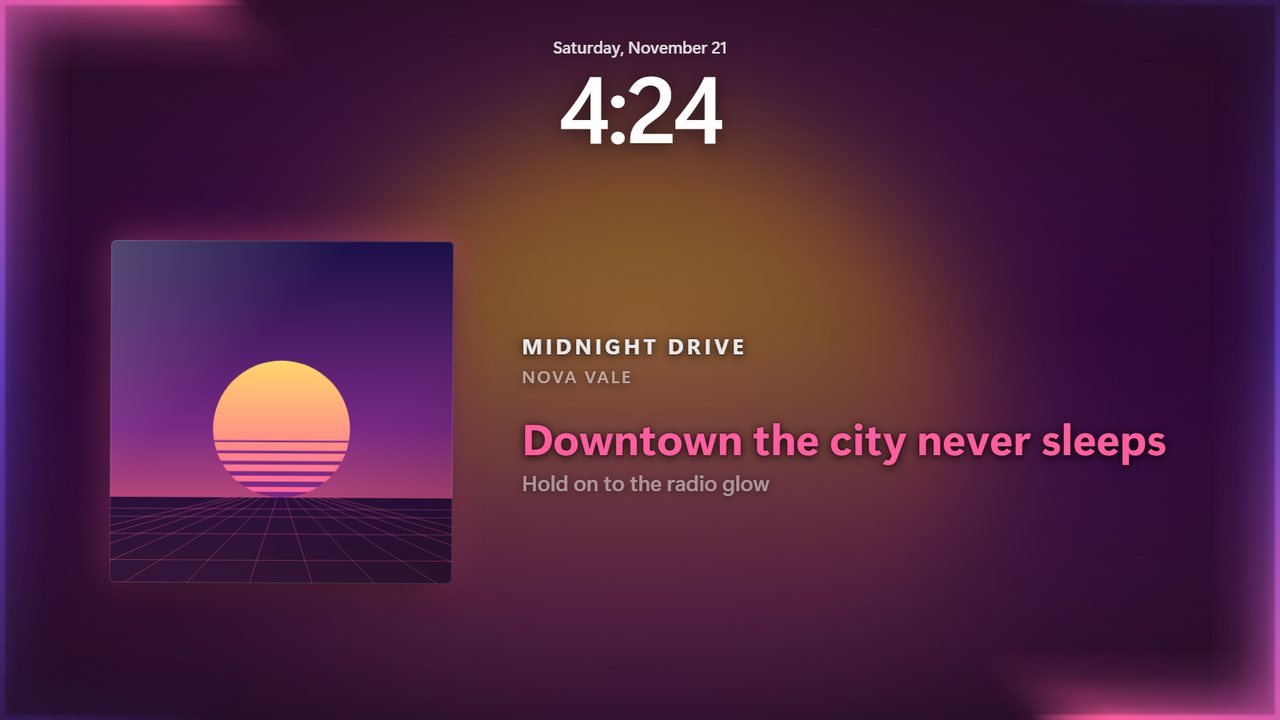 Saturday, November 21
4:24
MIDNIGHT DRIVE
NOVA VALE
Downtown the city never sleeps
Hold on to the radio glow